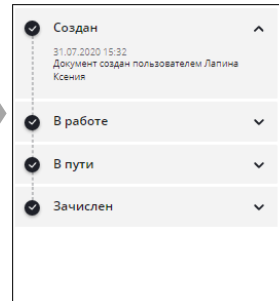 Создан
31.07.2020 15:32
Документ создан пользователем Лапина
Ксения
В работе
В пути
Зачислен